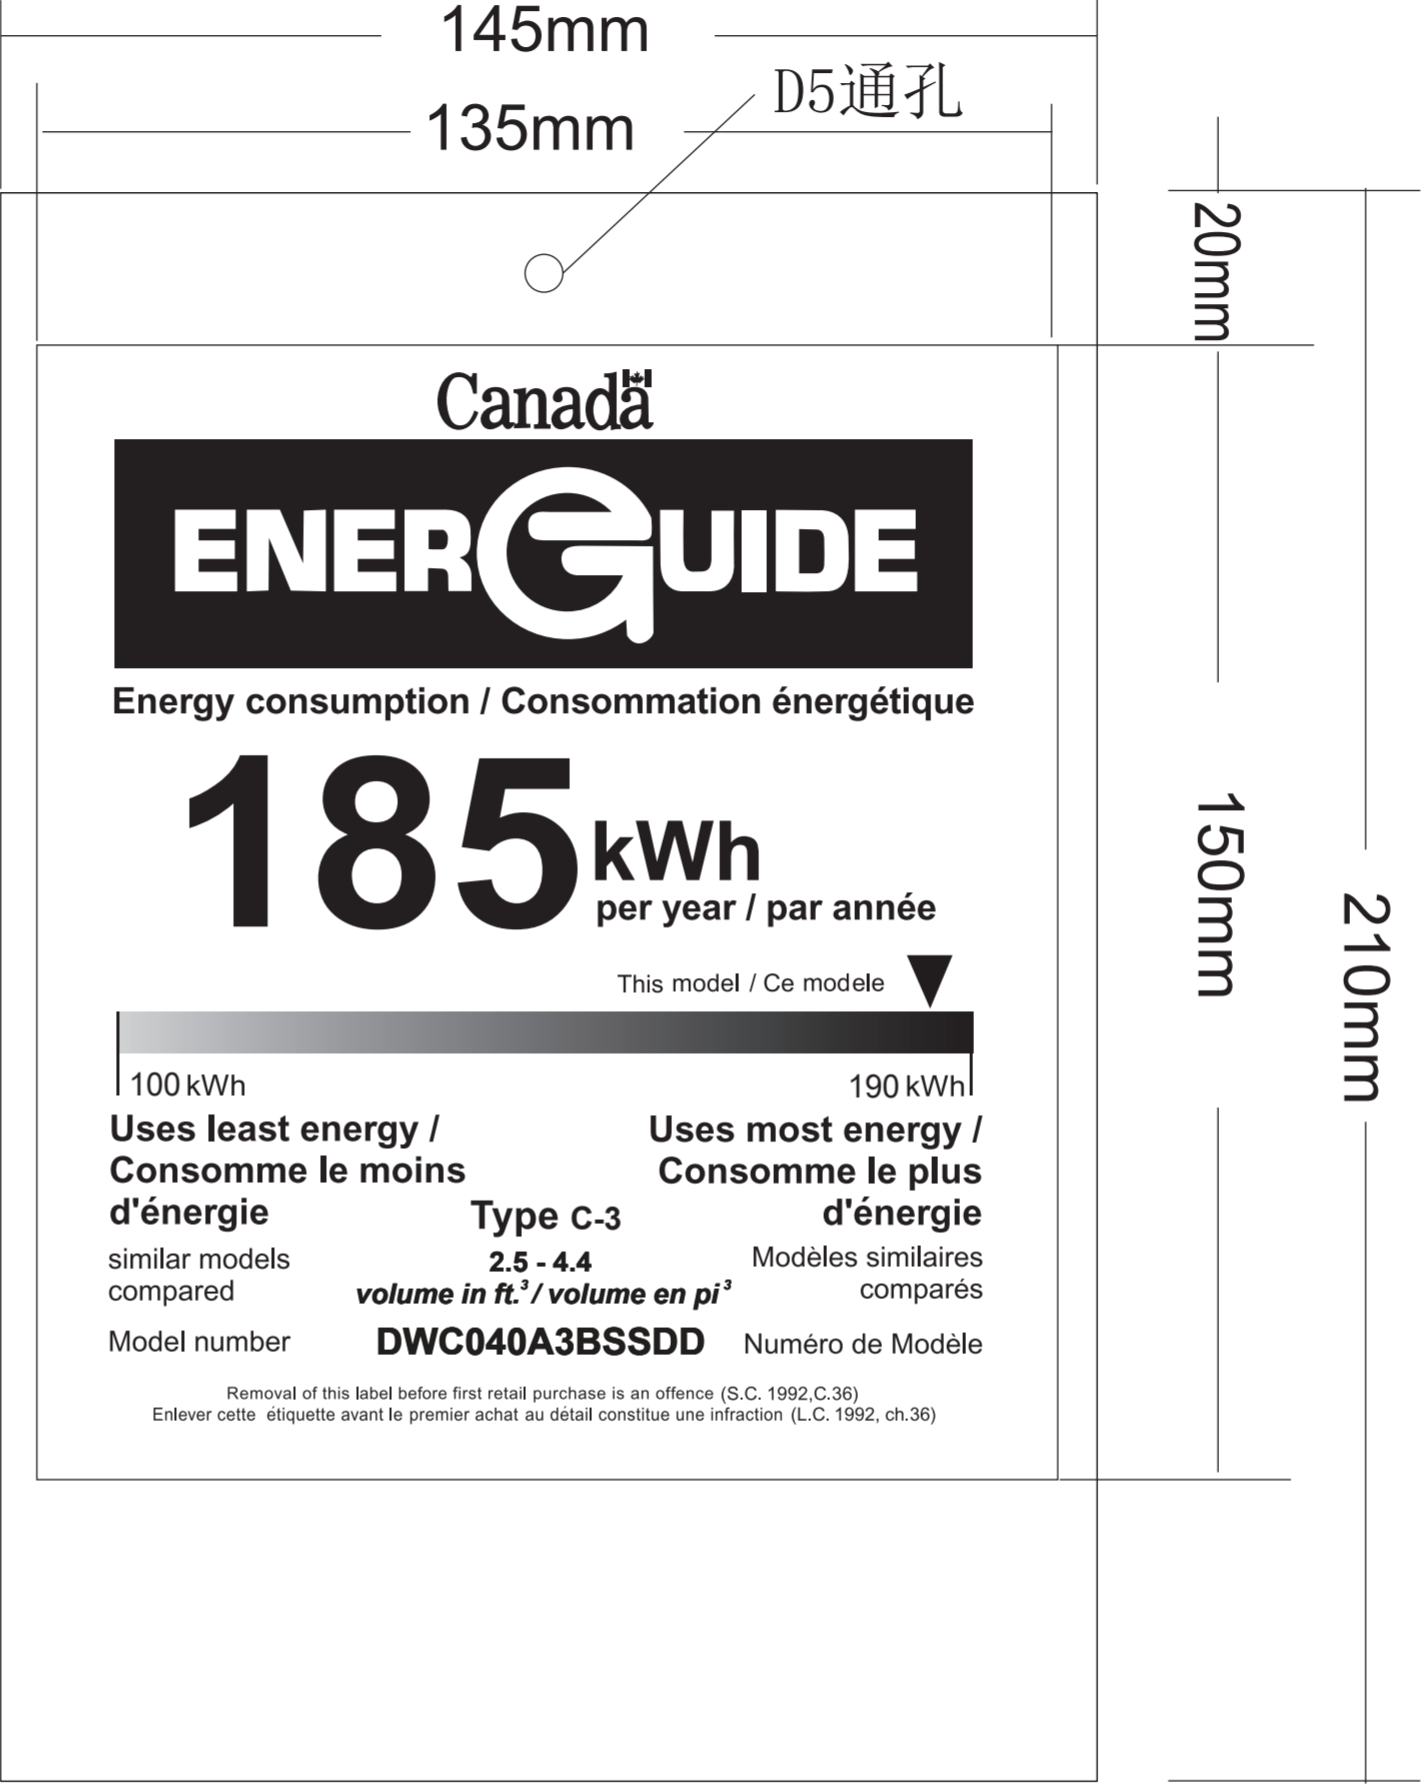 145mm
D5通孔
135mm
20mm
Canada
ENERGUIDE
Energy consumption / Consommation énergétique
185 kWh
per year / par année
150mm
210mm
This model / Ce modele
100 kWh
190 kWh
Uses least energy /
Consomme le moins
d'énergie
Uses most energy /
Consomme le plus
d'énergie
Type C-3
similar models
compared
2.5 - 4.4
volume in ft.³ / volume en pi³
Modèles similaires
comparés
Model number
DWC040A3BSSDD
Numéro de Modèle
Removal of this label before first retail purchase is an offence (S.C. 1992,C.36)
Enlever cette étiquette avant le premier achat au détail constitue une infraction (L.C. 1992, ch.36)